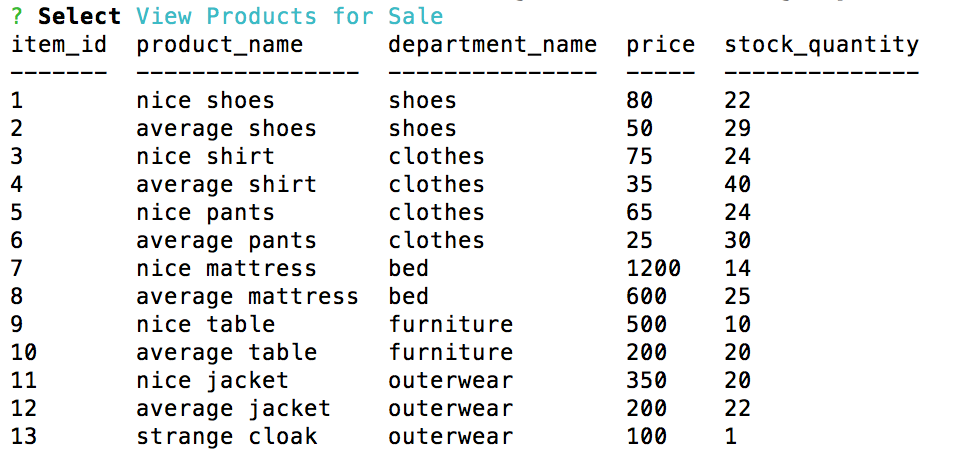 ? Select View Products for Sale
item_id  product_name      department_name  price  stock_quantity
-------  ----------------  ---------------  -----  --------------
1        nice shoes        shoes            80     22
2        average shoes     shoes            50     29
3        nice shirt        clothes          75     24
4        average shirt     clothes          35     40
5        nice pants        clothes          65     24
6        average pants     clothes          25     30
7        nice mattress     bed              1200   14
8        average mattress  bed              600    25
9        nice table        furniture        500    10
10       average table     furniture        200    20
11       nice jacket       outerwear        350    20
12       average jacket    outerwear        200    22
13       strange cloak     outerwear        100    1